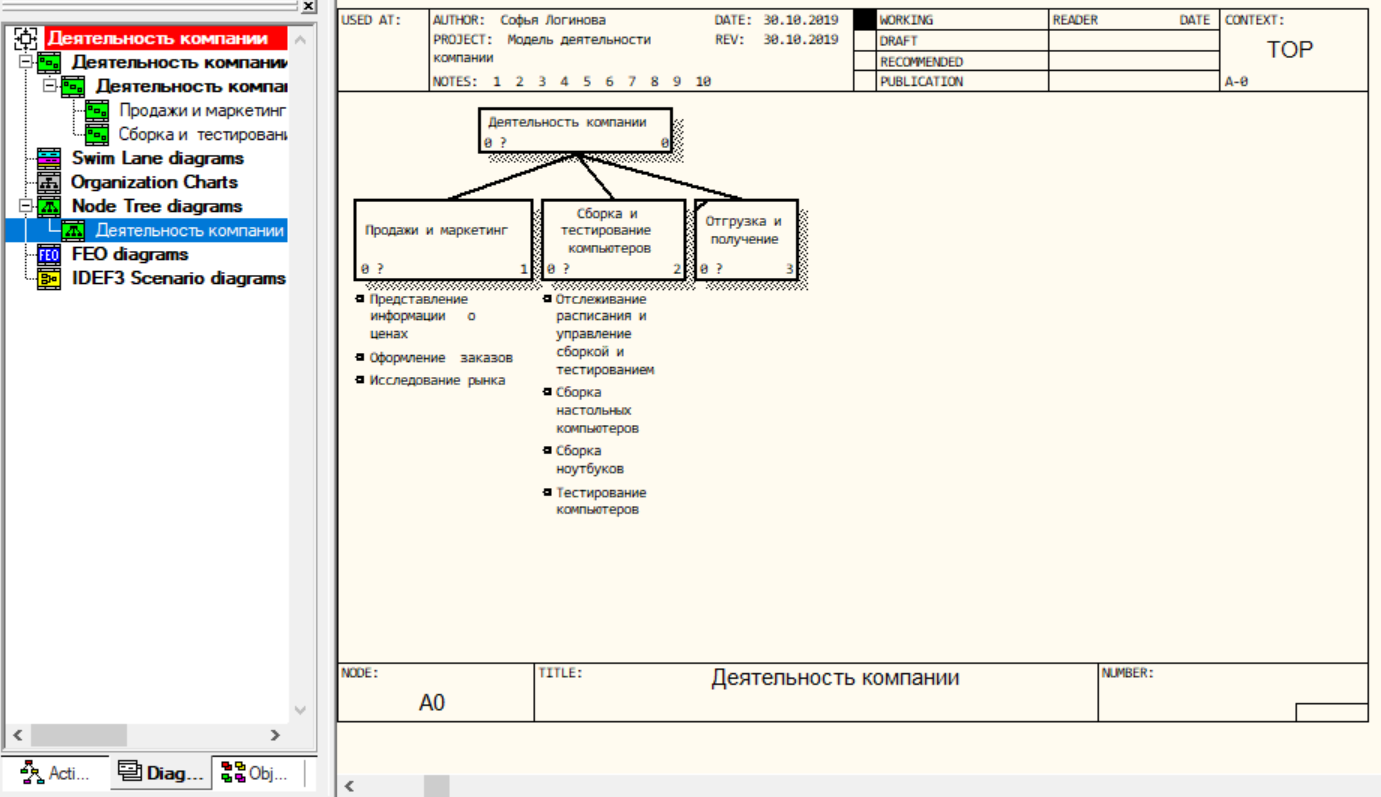 Деятельность компании
Деятельность компании
Деятельность компа
Продажи и маркетинг
Сборка и тестировани
Swim Lane diagrams
Organization Charts
Node Tree diagrams
Деятельность компании
FEO diagrams
IDEF3 Scenario diagrams
Acti...
Diag...
Obj...
USED AT:
AUTHOR: Софья Логинова
DATE: 30.10.2019
PROJECT: Модель деятельности
компании
REV: 30.10.2019
NOTES: 1 2 3 4 5 6 7 8 9 10
WORKING
DRAFT
RECOMMENDED
PUBLICATION
READER DATE
CONTEXT:
TOP
A-0
Деятельность компании
0 ? 0
Продажи и маркетинг
0 ? 1
Сборка и
тестирование
компьютеров
0 ? 2
Отгрузка и
получение
0 ? 3
Представление
информации о
ценах
Оформление заказов
Исследование рынка
Отслеживание
расписания и
управление
сборкой и
тестированием
Сборка
настольных
компьютеров
Сборка
ноутбуков
Тестирование
компьютеров
NODE:
A0
TITLE:
Деятельность компании
NUMBER: